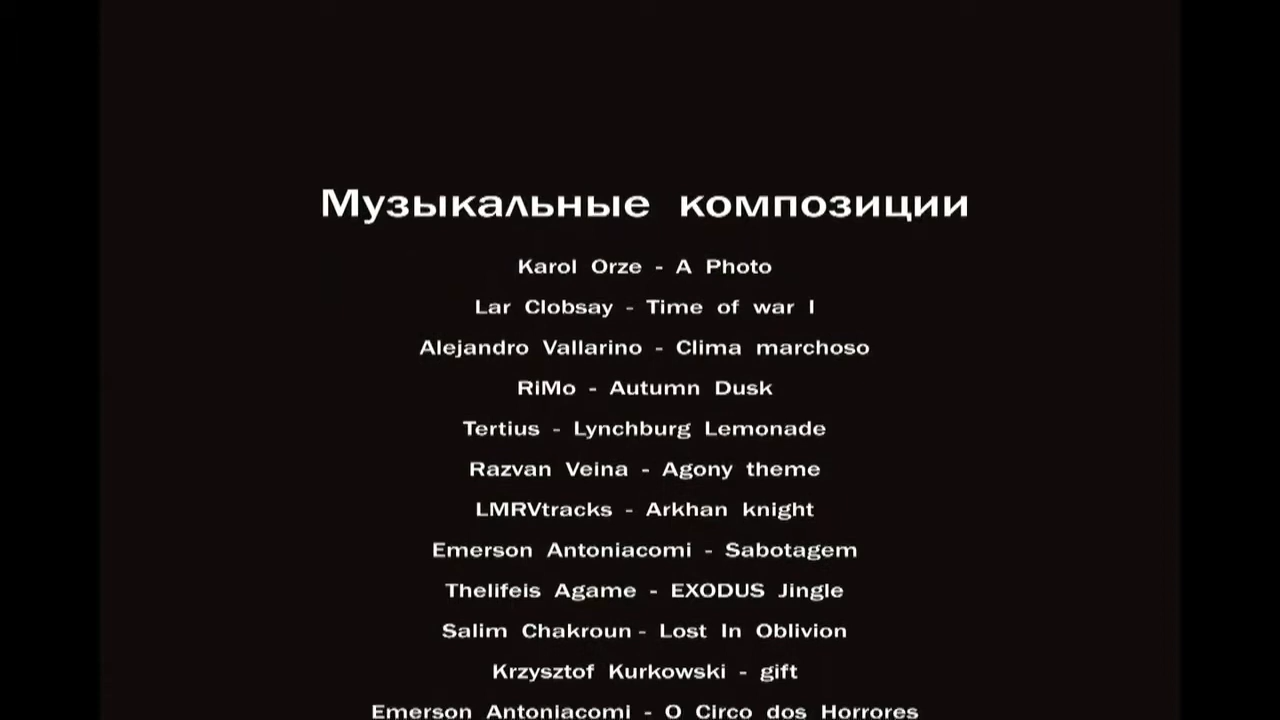 Музыкальные композиции
Karol Orze - A Photo
Lar Clobsay - Time of war I
Alejandro Vallarino - Clima marchoso
RiMo - Autumn Dusk
Tertius - Lynchburg Lemonade
Razvan Veina - Agony theme
LMRVtracks - Arkhan knight
Emerson Antoniacomi - Sabotagem
Thelifeis Agame - EXODUS Jingle
Salim Chakroun - Lost In Oblivion
Krzysztof Kurkowski - gift
Emerson Antoniacomi - O Circo dos Horrores